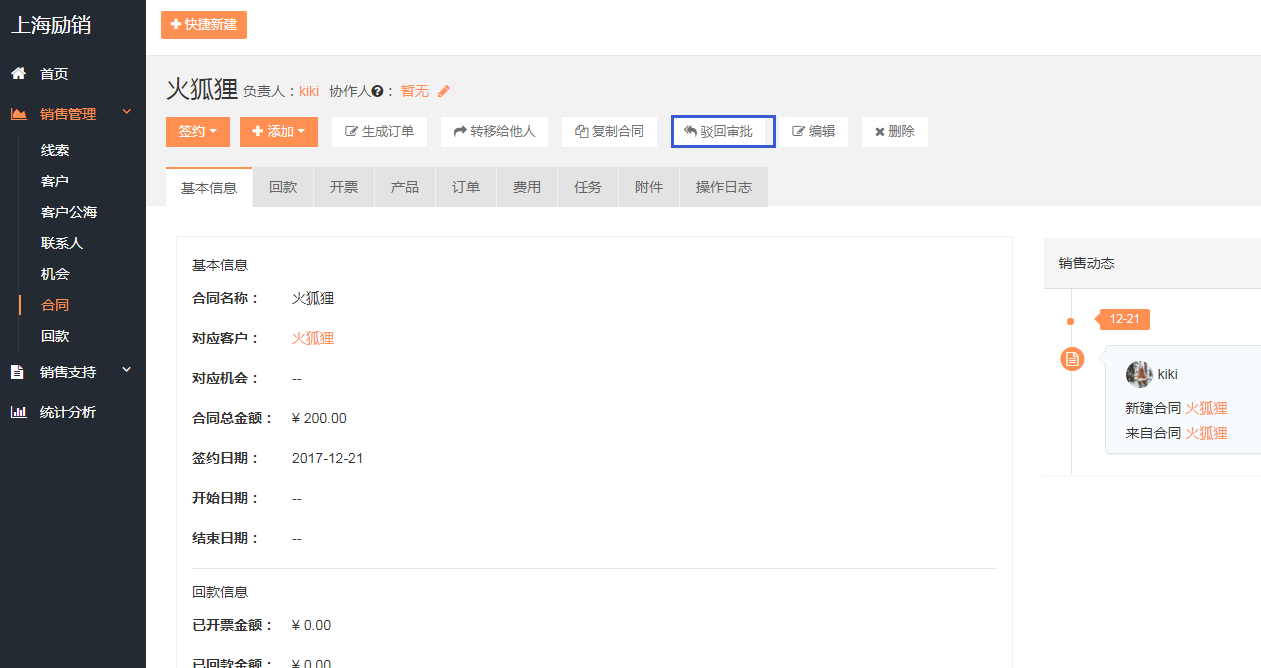 上海励销
快捷新建
首页
销售管理
线索
客户
客户公海
联系人
机会
合同
回款
销售支持
统计分析
火狐狸 负责人：kiki 协作人?： 暂无
签约 添加 生成订单 转移给他人 复制合同 驳回审批 编辑 删除
基本信息 回款 开票 产品 订单 费用 任务 附件 操作日志
基本信息
合同名称： 火狐狸
对应客户： 火狐狸
对应机会： --
合同总金额： ¥ 200.00
签约日期： 2017-12-21
开始日期： --
结束日期： --
回款信息
已开票金额： ¥ 0.00
已回款金额： ¥ 0.00
销售动态
12-21
kiki
新建合同 火狐狸
来自合同 火狐狸